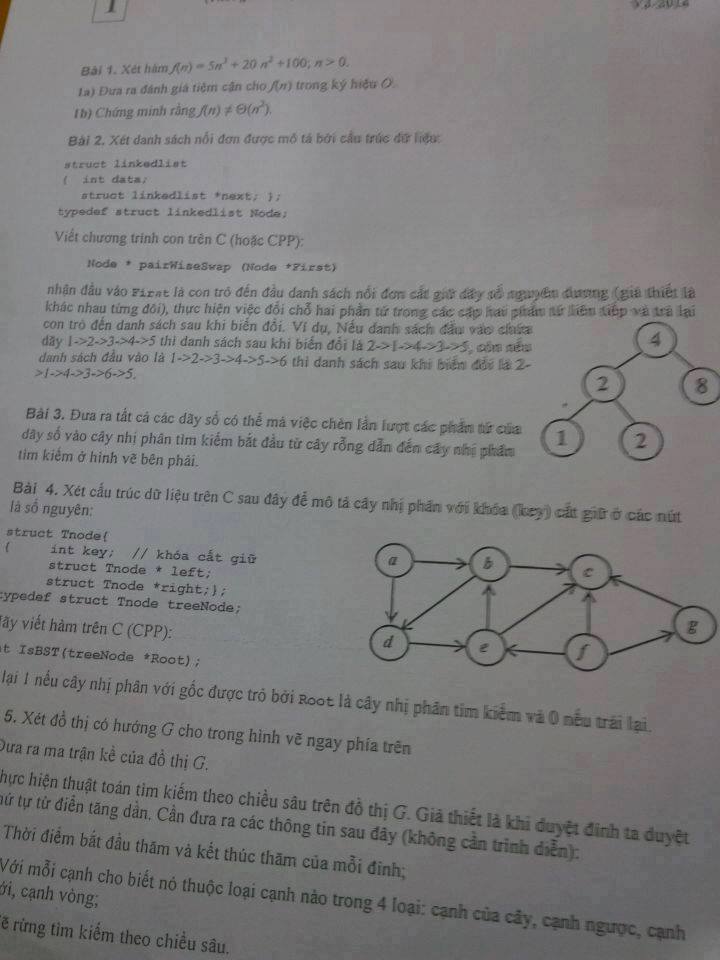 1
Bài 1. Xét hàm f(n) = 5n³ + 20 n² +100; n > 0.
1a) Đưa ra đánh giá tiệm cận cho f(n) trong ký hiệu O.
1b) Chứng minh rằng f(n) ≠ Θ(n²).
Bài 2. Xét danh sách nối đơn được mô tả bởi cấu trúc dữ liệu:
struct linkedlist
{ int data;
struct linkedlist *next; };
typedef struct linkedlist Node;
Viết chương trình con trên C (hoặc CPP):
Node * pairWiseSwap (Node *First)
nhận đầu vào First là con trỏ đến đầu danh sách nối đơn cất giữ dãy số nguyên dương (giả thiết là
khác nhau từng đôi), thực hiện việc đổi chỗ hai phần tử trong các cặp hai phần tử liên tiếp và trả lại
con trỏ đến danh sách sau khi biến đổi. Ví dụ, Nếu danh sách đầu vào chứa
dãy 1->2->3->4->5 thì danh sách sau khi biến đổi là 2->1->4->3->5, còn nếu
danh sách đầu vào là 1->2->3->4->5->6 thì danh sách sau khi biến đổi là 2-
>1->4->3->6->5.
4
2
8
1
2
Bài 3. Đưa ra tất cả các dãy số có thể mà việc chèn lần lượt các phần tử của
dãy số vào cây nhị phân tìm kiếm bắt đầu từ cây rỗng dẫn đến cây nhị phân
tìm kiếm ở hình vẽ bên phải.
Bài 4. Xét cấu trúc dữ liệu trên C sau đây để mô tả cây nhị phân với khóa (key) cất giữ ở các nút
là số nguyên:
struct Tnode{
{ int key; // khóa cất giữ
struct Tnode * left;
struct Tnode *right;};
typedef struct Tnode treeNode;
a
b
c
d
e
f
g
ãy viết hàm trên C (CPP):
t IsBST(treeNode *Root);
lại 1 nếu cây nhị phân với gốc được trỏ bởi Root là cây nhị phân tìm kiếm và 0 nếu trái lại.
5. Xét đồ thị có hướng G cho trong hình vẽ ngay phía trên
Đưa ra ma trận kề của đồ thị G.
hực hiện thuật toán tìm kiếm theo chiều sâu trên đồ thị G. Giả thiết là khi duyệt đỉnh ta duyệt
hứ tự từ điển tăng dần. Cần đưa ra các thông tin sau đây (không cần trình diễn):
Thời điểm bắt đầu thăm và kết thúc thăm của mỗi đỉnh;
Với mỗi cạnh cho biết nó thuộc loại cạnh nào trong 4 loại: cạnh của cây, cạnh ngược, cạnh
ới, cạnh vòng;
ẽ rừng tìm kiếm theo chiều sâu.